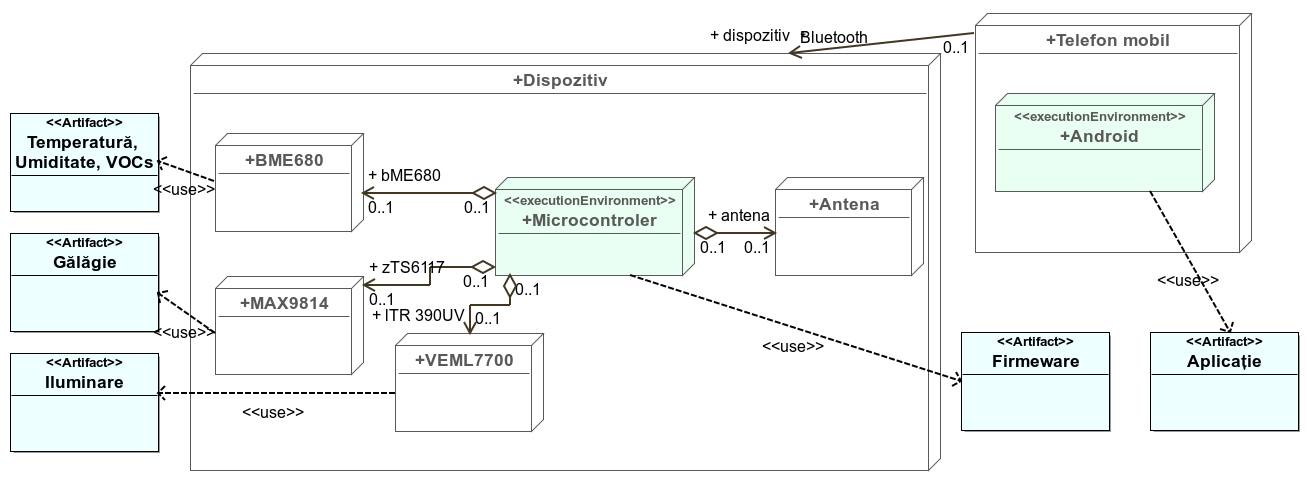 + dispozitiv
Bluetooth
0..1
+Telefon mobil
<<executionEnvironment>>
+Android
+Dispozitiv
<<Artifact>>
Temperatură,
Umiditate, VOCs
<<use>>
+BME680
+ bME680
0..1
0..1
<<executionEnvironment>>
+Microcontroler
+ antena
0..1
0..1
+Antena
<<Artifact>>
Gălăgie
<<use>>
+ zTS6117
0..1
0..1
+MAX9814
+ lTR 390UV
0..1
0..1
+VEML7700
<<Artifact>>
Iluminare
<<use>>
<<use>>
<<Artifact>>
Firmeware
<<use>>
<<Artifact>>
Aplicație